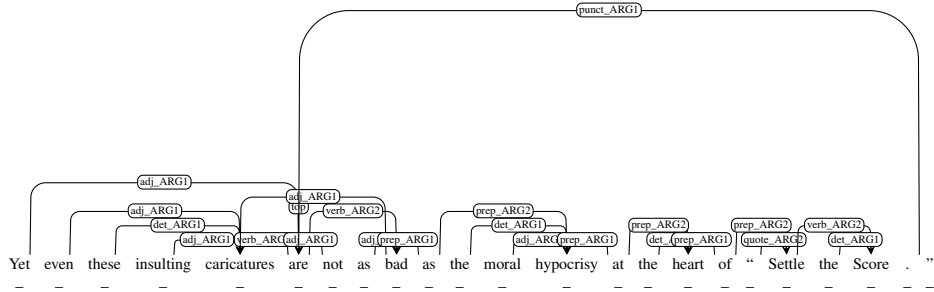 punct_ARG1
adj_ARG1
adj_ARG1
top
adj_ARG1 verb_ARG2 prep_ARG2
det_ARG1 det_ARG1 prep_ARG2 prep_ARG2 verb_ARG2
adj_ARG1 adj_ARG1 prep_ARG1 prep_ARG1 prep_ARG1 quote_ARG2 det_ARG1
Yet even these insulting caricatures are not as bad as the moral hypocrisy at the heart of “ Settle the Score . ”
_ _ _ _ _ _ _ _ _ _ _ _ _ _ _ _ _ _ _ _ _ _ _